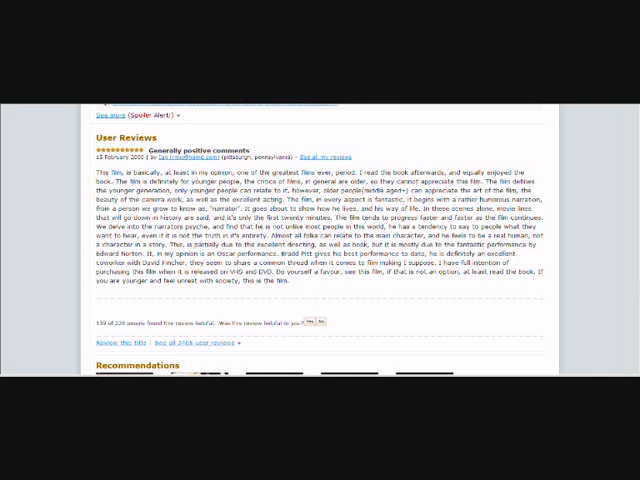 See more (Spoiler Alert!) »
User Reviews
Generally positive comments
15 February 2000 | by Ian (pittsburgh, pennsylvania) – See all my reviews
This film, is basically, at least in my opinion, one of the greatest films ever, period. I read the book afterwards, and equally enjoyed the
book. The film is definitely for younger people, the critics of films, in general are older, so they cannot appreciate this film. The film defines
the younger generation, only younger people can relate to it, however, older people(middle aged+) can appreciate the art of the film, the
beauty of the camera work, as well as the excellent acting. The film, in every aspect is fantastic, it begins with a rather humorous narration,
from a person we grow to know as, "narrator". It goes about to show how he lives, and his way of life. In these scenes alone, movie lines
that will go down in history are said, and it's only the first twenty minutes. The film tends to progress faster and faster as the film continues.
We delve into the narrators psyche, and find that he is not unlike most people in this world, he has a tendency to say to people what they
want to hear, even if it is not the truth in it's entirety. Almost all folks can relate to the main character, and he feels to be a real human, not
a character in a story. This, is partially due to the excellent directing, as well as book, but it is mostly due to the fantastic performance by
Edward Norton. It, in my opinion is an Oscar performance. Bradd Pitt gives his best performance to date, he is definitely an excellent
coworker with David Fincher, they seem to share a common thread when it comes to film making I suppose. I have full intention of
purchasing this film when it is released on VHS and DVD. Do yourself a favour, see this film, if that is not an option, at least read the book. If
you are younger and feel unrest with society, this is the film.
139 of 228 people found this review helpful. Was this review helpful to you? Yes No
Review this title | See all 2465 user reviews »
Recommendations